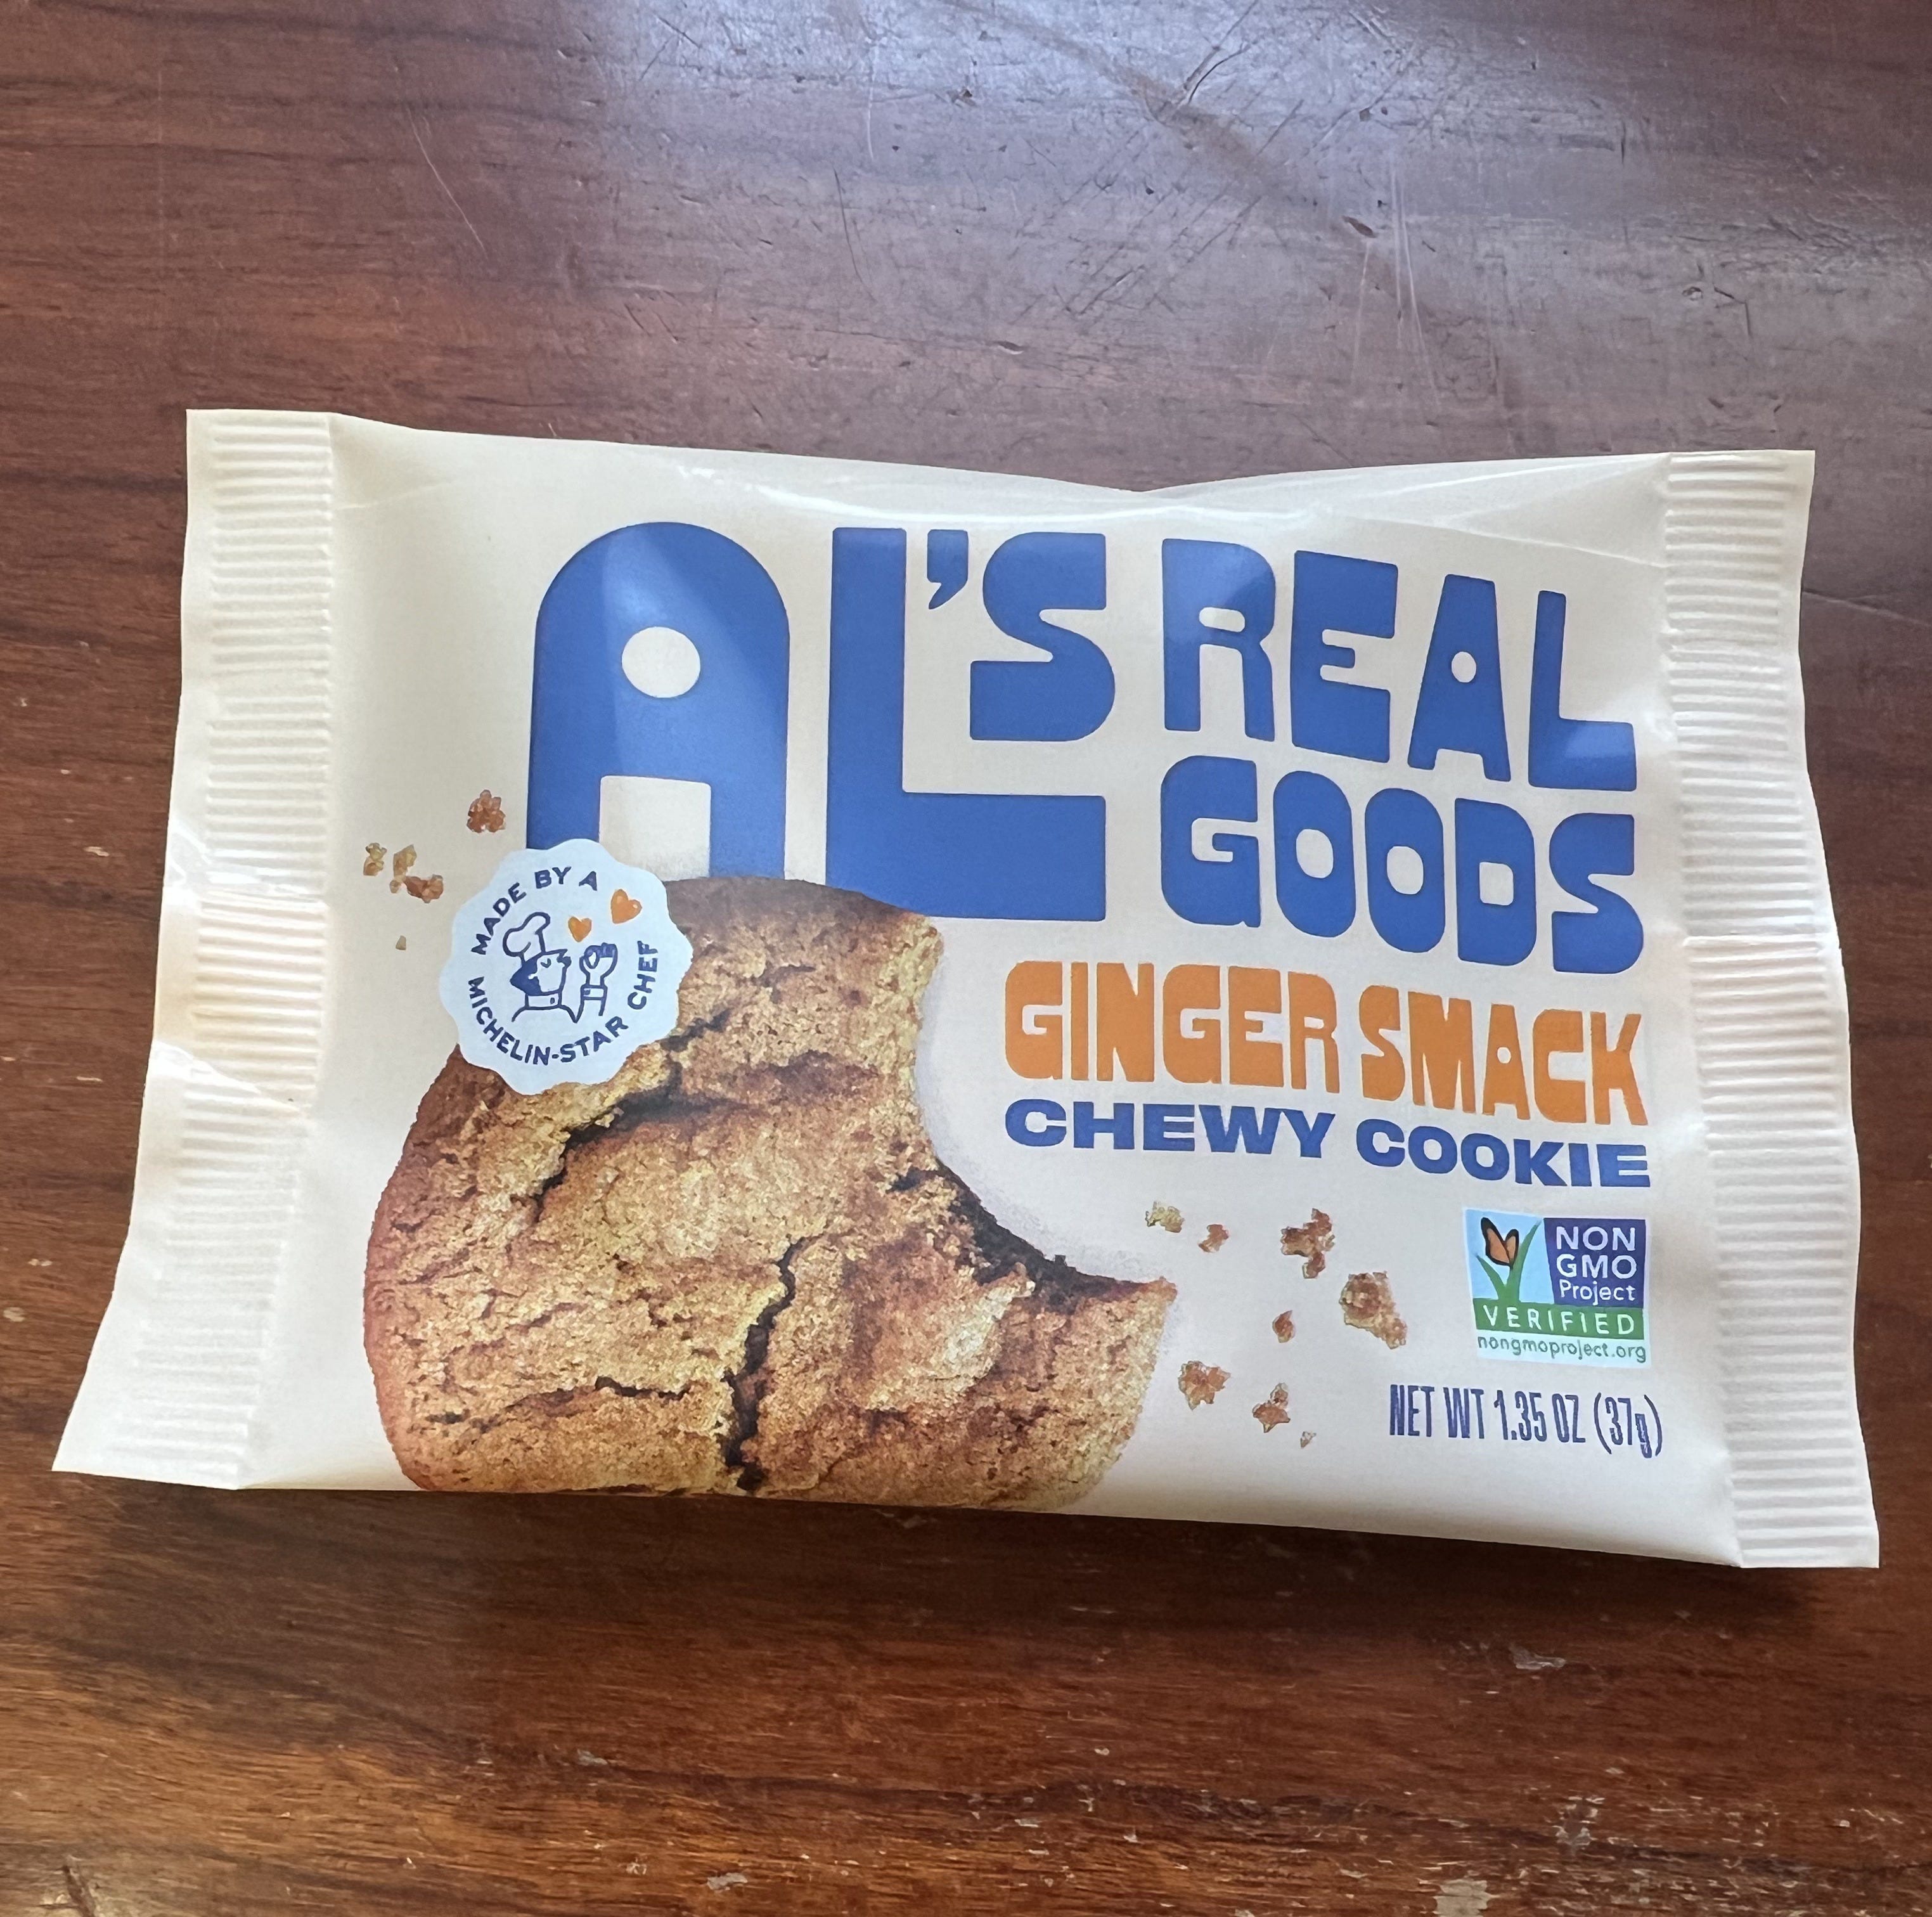 AL'S REAL
GOODS
MADE BY A
MICHELIN-STAR CHEF
GINGER SMACK
CHEWY COOKIE
NON
GMO
Project
VERIFIED
nongmoproject.org
NET WT 1.35 OZ (37g)